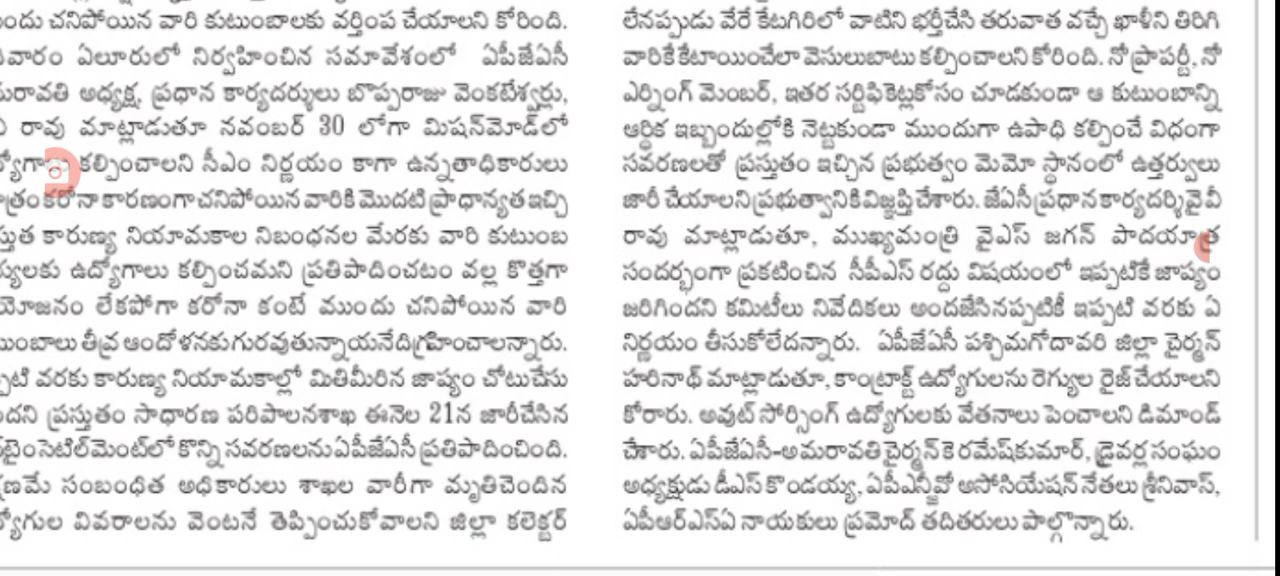 చనిపోయిన వారి కుటుంబాలకు వర్తింప చేయాలని కోరింది.
ఏలూరులో నిర్వహించిన సమావేశంలో ఏపీజేఏసీ
అధ్యక్ష, ప్రధాన కార్యదర్శులు బొప్పరాజు వెంకటేశ్వర్లు,
రావు మాట్లాడుతూ నవంబర్ 30 లోగా మిషన్‌మోడ్‌లో
కల్పించాలని సీఎం నిర్ణయం కాగా ఉన్నతాధికారులు
కరోనా కారణంగా చనిపోయిన వారికి మొదటి ప్రాధాన్యత ఇచ్చి
కారుణ్య నియామకాల నిబంధనల మేరకు వారి కుటుంబ
ఉద్యోగాలు కల్పించమని ప్రతిపాదించటం వల్ల కొత్తగా
లేకపోగా కరోనా కంటే ముందు చనిపోయిన వారి
తీవ్ర ఆందోళనకు గురవుతున్నాయనేది గ్రహించాలన్నారు.
వరకు కారుణ్య నియామకాల్లో మితిమీరిన జాప్యం చోటుచేసు
ప్రస్తుతం సాధారణ పరిపాలనశాఖ ఈనెల 21న జారీచేసిన
కొన్ని సవరణలను ఏపీజేఏసీ ప్రతిపాదించింది.
సంబంధిత అధికారులు శాఖల వారీగా మృతిచెందిన
వివరాలను వెంటనే తెప్పించుకోవాలని జిల్లా కలెక్టర్
లేనప్పుడు వేరే కేటగిరిలో వాటిని భర్తీచేసి తరువాత వచ్చే ఖాళీని తిరిగి
వారికే కేటాయించేలా వెసులుబాటు కల్పించాలని కోరింది. నో ప్రాపర్టీ, నో
ఎర్నింగ్ మెంబర్, ఇతర సర్టిఫికెట్లకోసం చూడకుండా ఆ కుటుంబాన్ని
ఆర్థిక ఇబ్బందుల్లోకి నెట్టకుండా ముందుగా ఉపాధి కల్పించే విధంగా
సవరణలతో ప్రస్తుతం ఇచ్చిన ప్రభుత్వం మెమో స్థానంలో ఉత్తర్వులు
జారీ చేయాలని ప్రభుత్వానికి విజ్ఞప్తి చేశారు. జేఏసీ ప్రధాన కార్యదర్శి వైవీ
రావు మాట్లాడుతూ, ముఖ్యమంత్రి వైఎస్ జగన్ పాదయాత్ర
సందర్భంగా ప్రకటించిన సీపీఎస్ రద్దు విషయంలో ఇప్పటికే జాప్యం
జరిగిందని కమిటీలు నివేదికలు అందజేసినప్పటికీ ఇప్పటి వరకు ఏ
నిర్ణయం తీసుకోలేదన్నారు. ఏపీజేఏసీ పశ్చిమగోదావరి జిల్లా చైర్మన్
హరినాథ్ మాట్లాడుతూ, కాంట్రాక్ట్ ఉద్యోగులను రెగ్యుల రైజ్ చేయాలని
కోరారు. అవుట్ సోర్సింగ్ ఉద్యోగులకు వేతనాలు పెంచాలని డిమాండ్
చేశారు. ఏపీజేఏసీ-అమరావతి చైర్మన్ కె రమేష్‌కుమార్, డ్రైవర్ల సంఘం
అధ్యక్షుడు డీఎస్ కొండయ్య, ఏపీఎన్జీవో అసోసియేషన్ నేతలు శ్రీనివాస్,
ఏపీఆర్ఎస్ఏ నాయకులు ప్రమోద్ తదితరులు పాల్గొన్నారు.